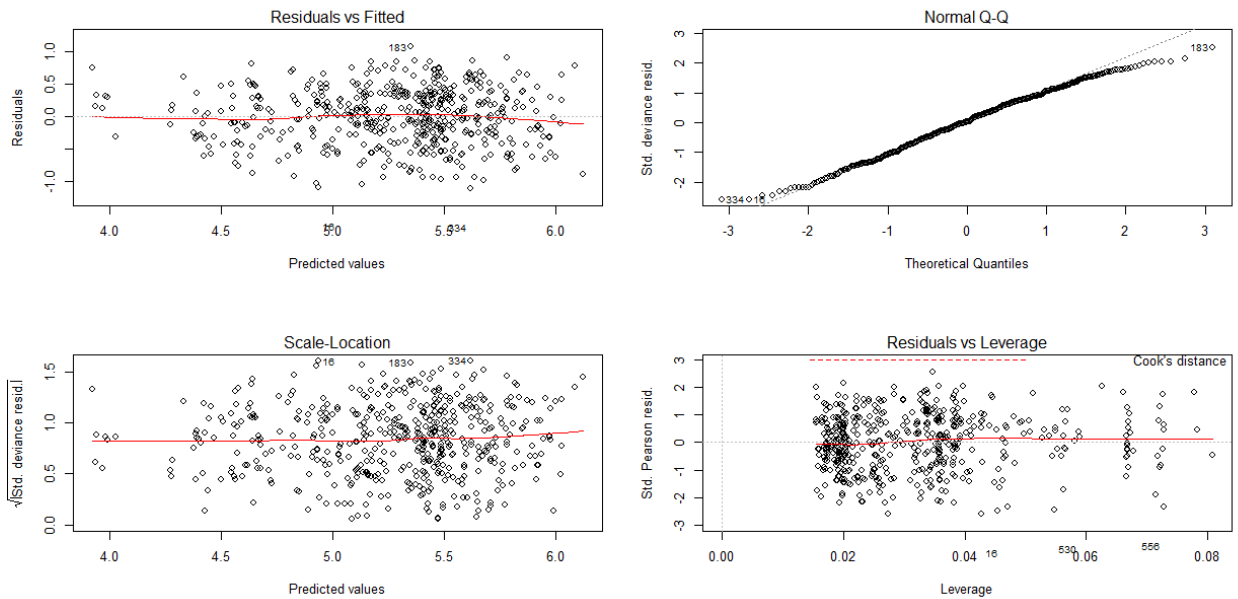 Residuals vs Fitted
Residuals
1.0
0.5
0.0
-1.0
183
16
334
4.0 4.5 5.0 5.5 6.0
Predicted values
Normal Q-Q
Std. deviance resid.
3
2
1
0
-1
-2
183
334 16
-3 -2 -1 0 1 2 3
Theoretical Quantiles
Scale-Location
√|Std. deviance resid.|
1.5
1.0
0.5
0.0
16
183
334
4.0 4.5 5.0 5.5 6.0
Predicted values
Residuals vs Leverage
Std. Pearson resid.
3
2
1
0
-1
-2
-3
Cook's distance
16
530
556
0.00 0.02 0.04 0.06 0.08
Leverage